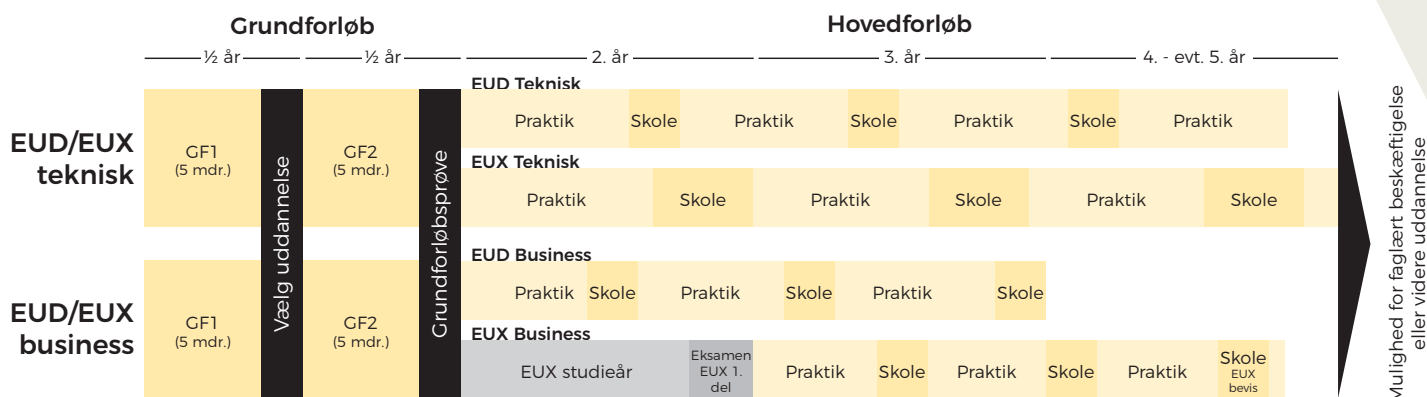 Grundforløb
Hovedforløb
½ år
½ år
2. år
3. år
4. - evt. 5. år
EUD/EUX
teknisk
GF1
(5 mdr.)
Vælg uddannelse
GF2
(5 mdr.)
Grundforløbsprøve
EUD Teknisk
Praktik
Skole
Praktik
Skole
Praktik
Skole
Praktik
EUX Teknisk
Praktik
Skole
Praktik
Skole
Praktik
Skole
EUD/EUX
business
GF1
(5 mdr.)
GF2
(5 mdr.)
EUD Business
Praktik
Skole
Praktik
Skole
Praktik
Skole
EUX Business
EUX studieår
Eksamen
EUX 1.
del
Praktik
Skole
Praktik
Skole
Praktik
Skole
EUX
bevis
Mulighed for faglært beskæftigelse
eller videre uddannelse